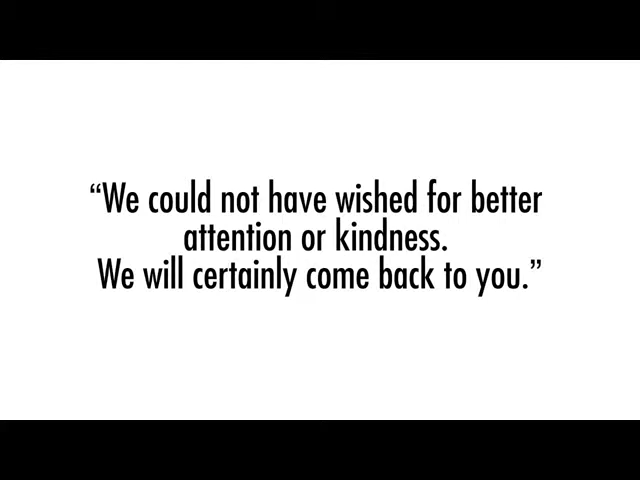 “We could not have wished for better
attention or kindness.
We will certainly come back to you.”